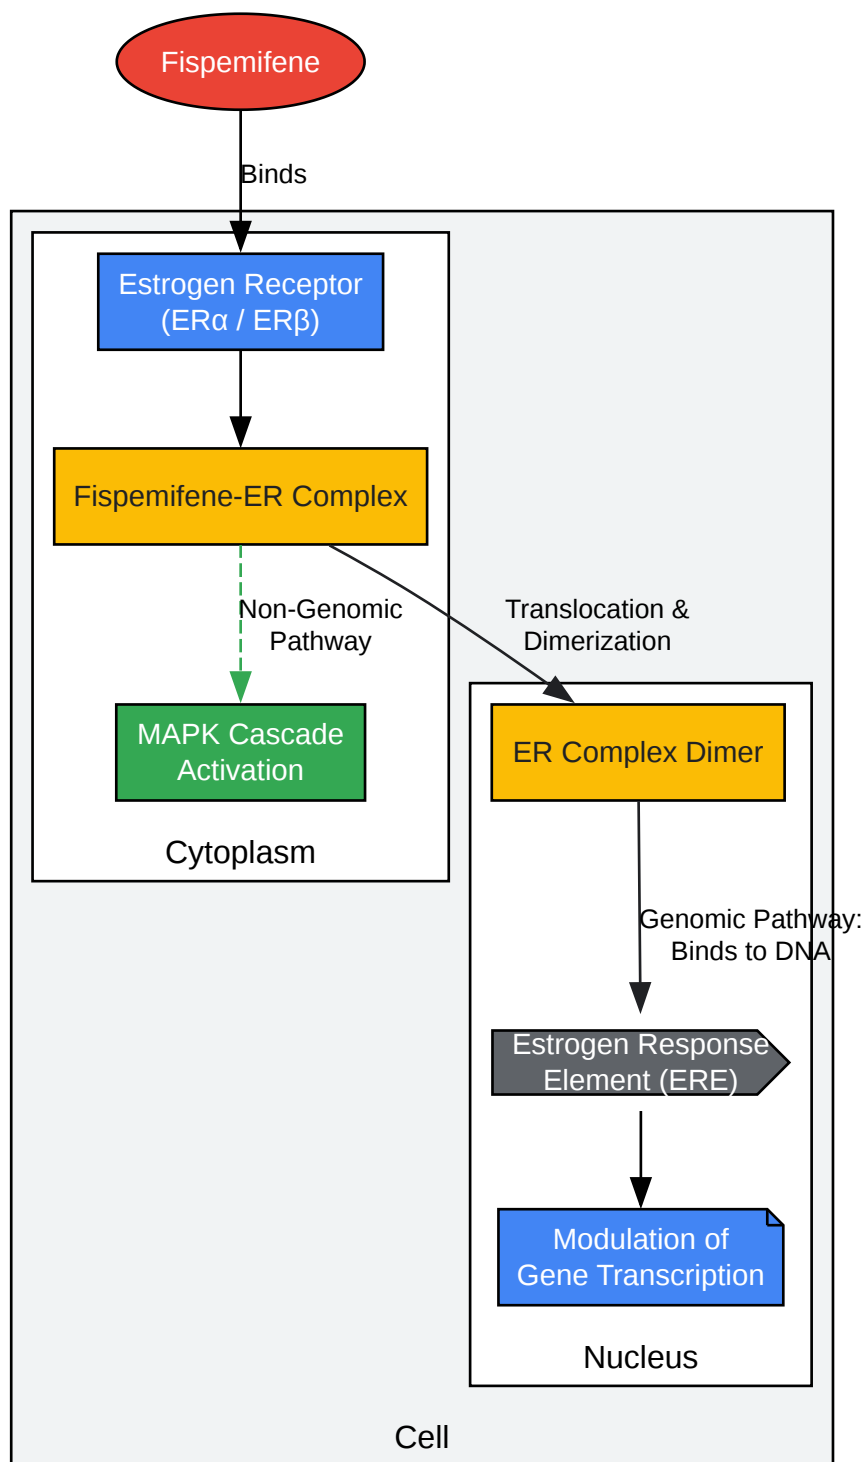 Fispemifene
Binds
Estrogen Receptor
(ERα / ERβ)
Fispemifene-ER Complex
Non-Genomic
Pathway
Translocation &
Dimerization
MAPK Cascade
Activation
ER Complex Dimer
Cytoplasm
Genomic Pathway:
Binds to DNA
Estrogen Response
Element (ERE)
Modulation of
Gene Transcription
Nucleus
Cell